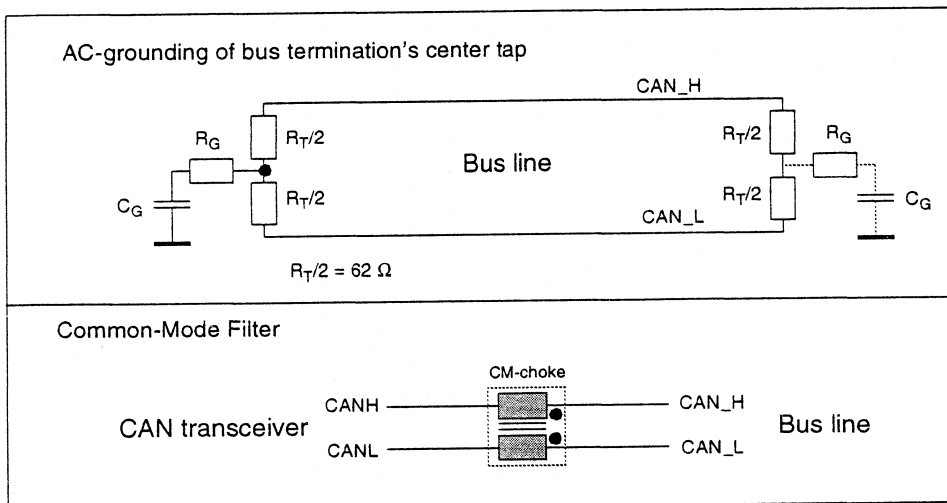 AC-grounding of bus termination's center tap
CAN_H
R_G
R_T/2
Bus line
R_T/2
R_G
C_G
R_T/2
R_T/2
C_G
CAN_L
R_T/2 = 62 Ω
Common-Mode Filter
CM-choke
CAN transceiver
CANH
CAN_H
CANL
CAN_L
Bus line